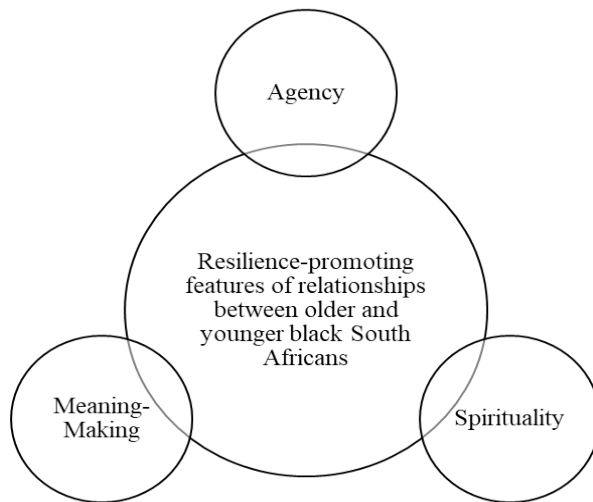 Agency
Resilience-promoting
features of relationships
between older and
younger black South
Africans
Meaning-
Making
Spirituality